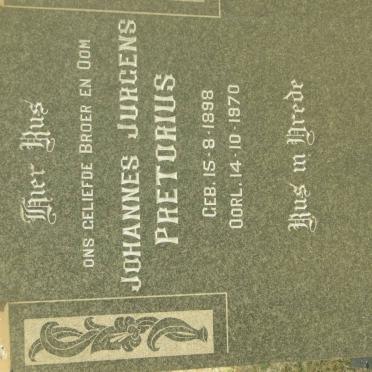 Hier Rus
ONS GELIEFDE BROER EN OOM
JOHANNES JURGENS
PRETORIUS
GEB. 15-8-1898
OORL. 14-10-1970
Rus in Vrede